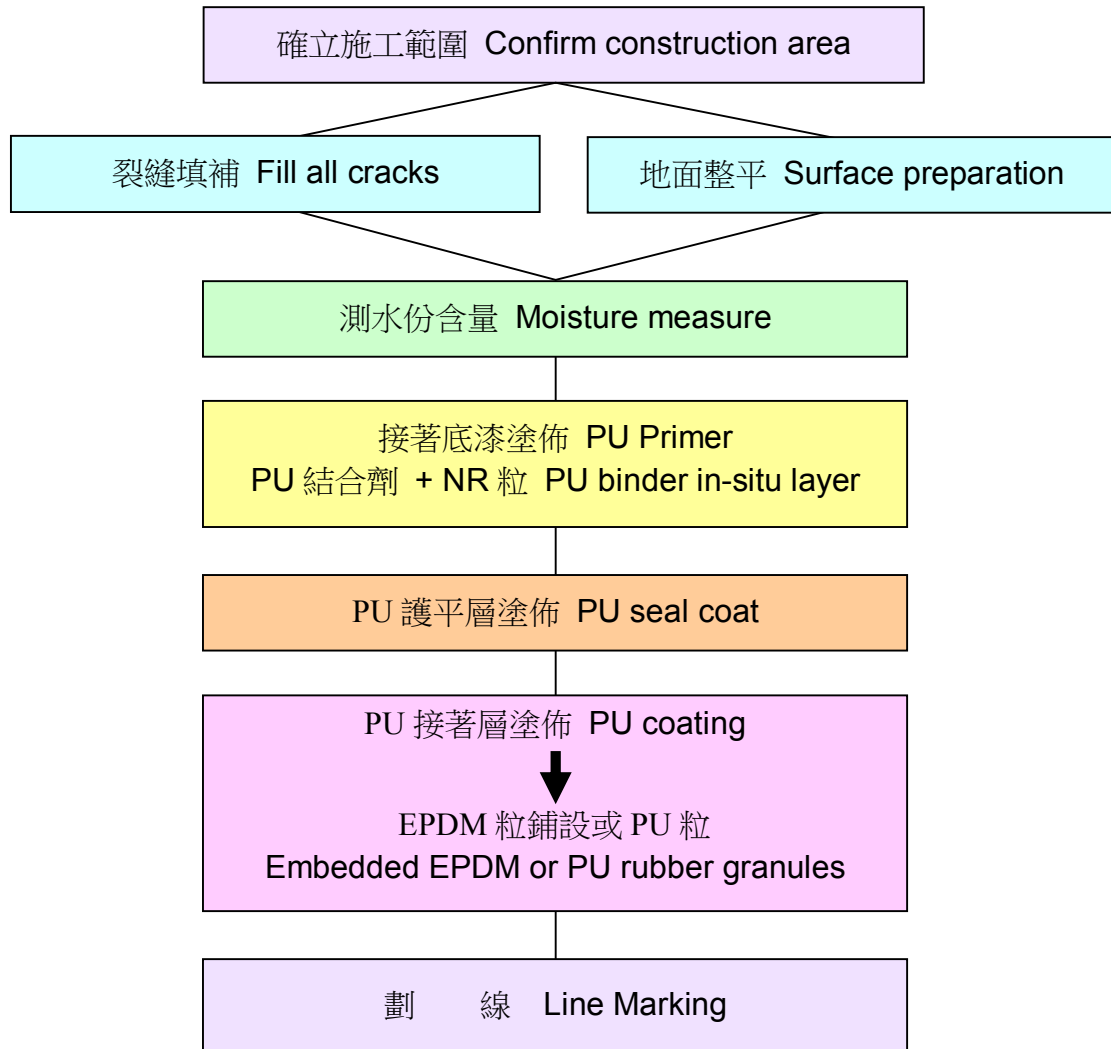 確立施工範圍 Confirm construction area
裂縫填補 Fill all cracks
地面整平 Surface preparation
測水份含量 Moisture measure
接著底漆塗佈 PU Primer
PU 結合劑 + NR 粒 PU binder in-situ layer
PU 護平層塗佈 PU seal coat
PU 接著層塗佈 PU coating
EPDM 粒鋪設或 PU 粒
Embedded EPDM or PU rubber granules
劃 線 Line Marking